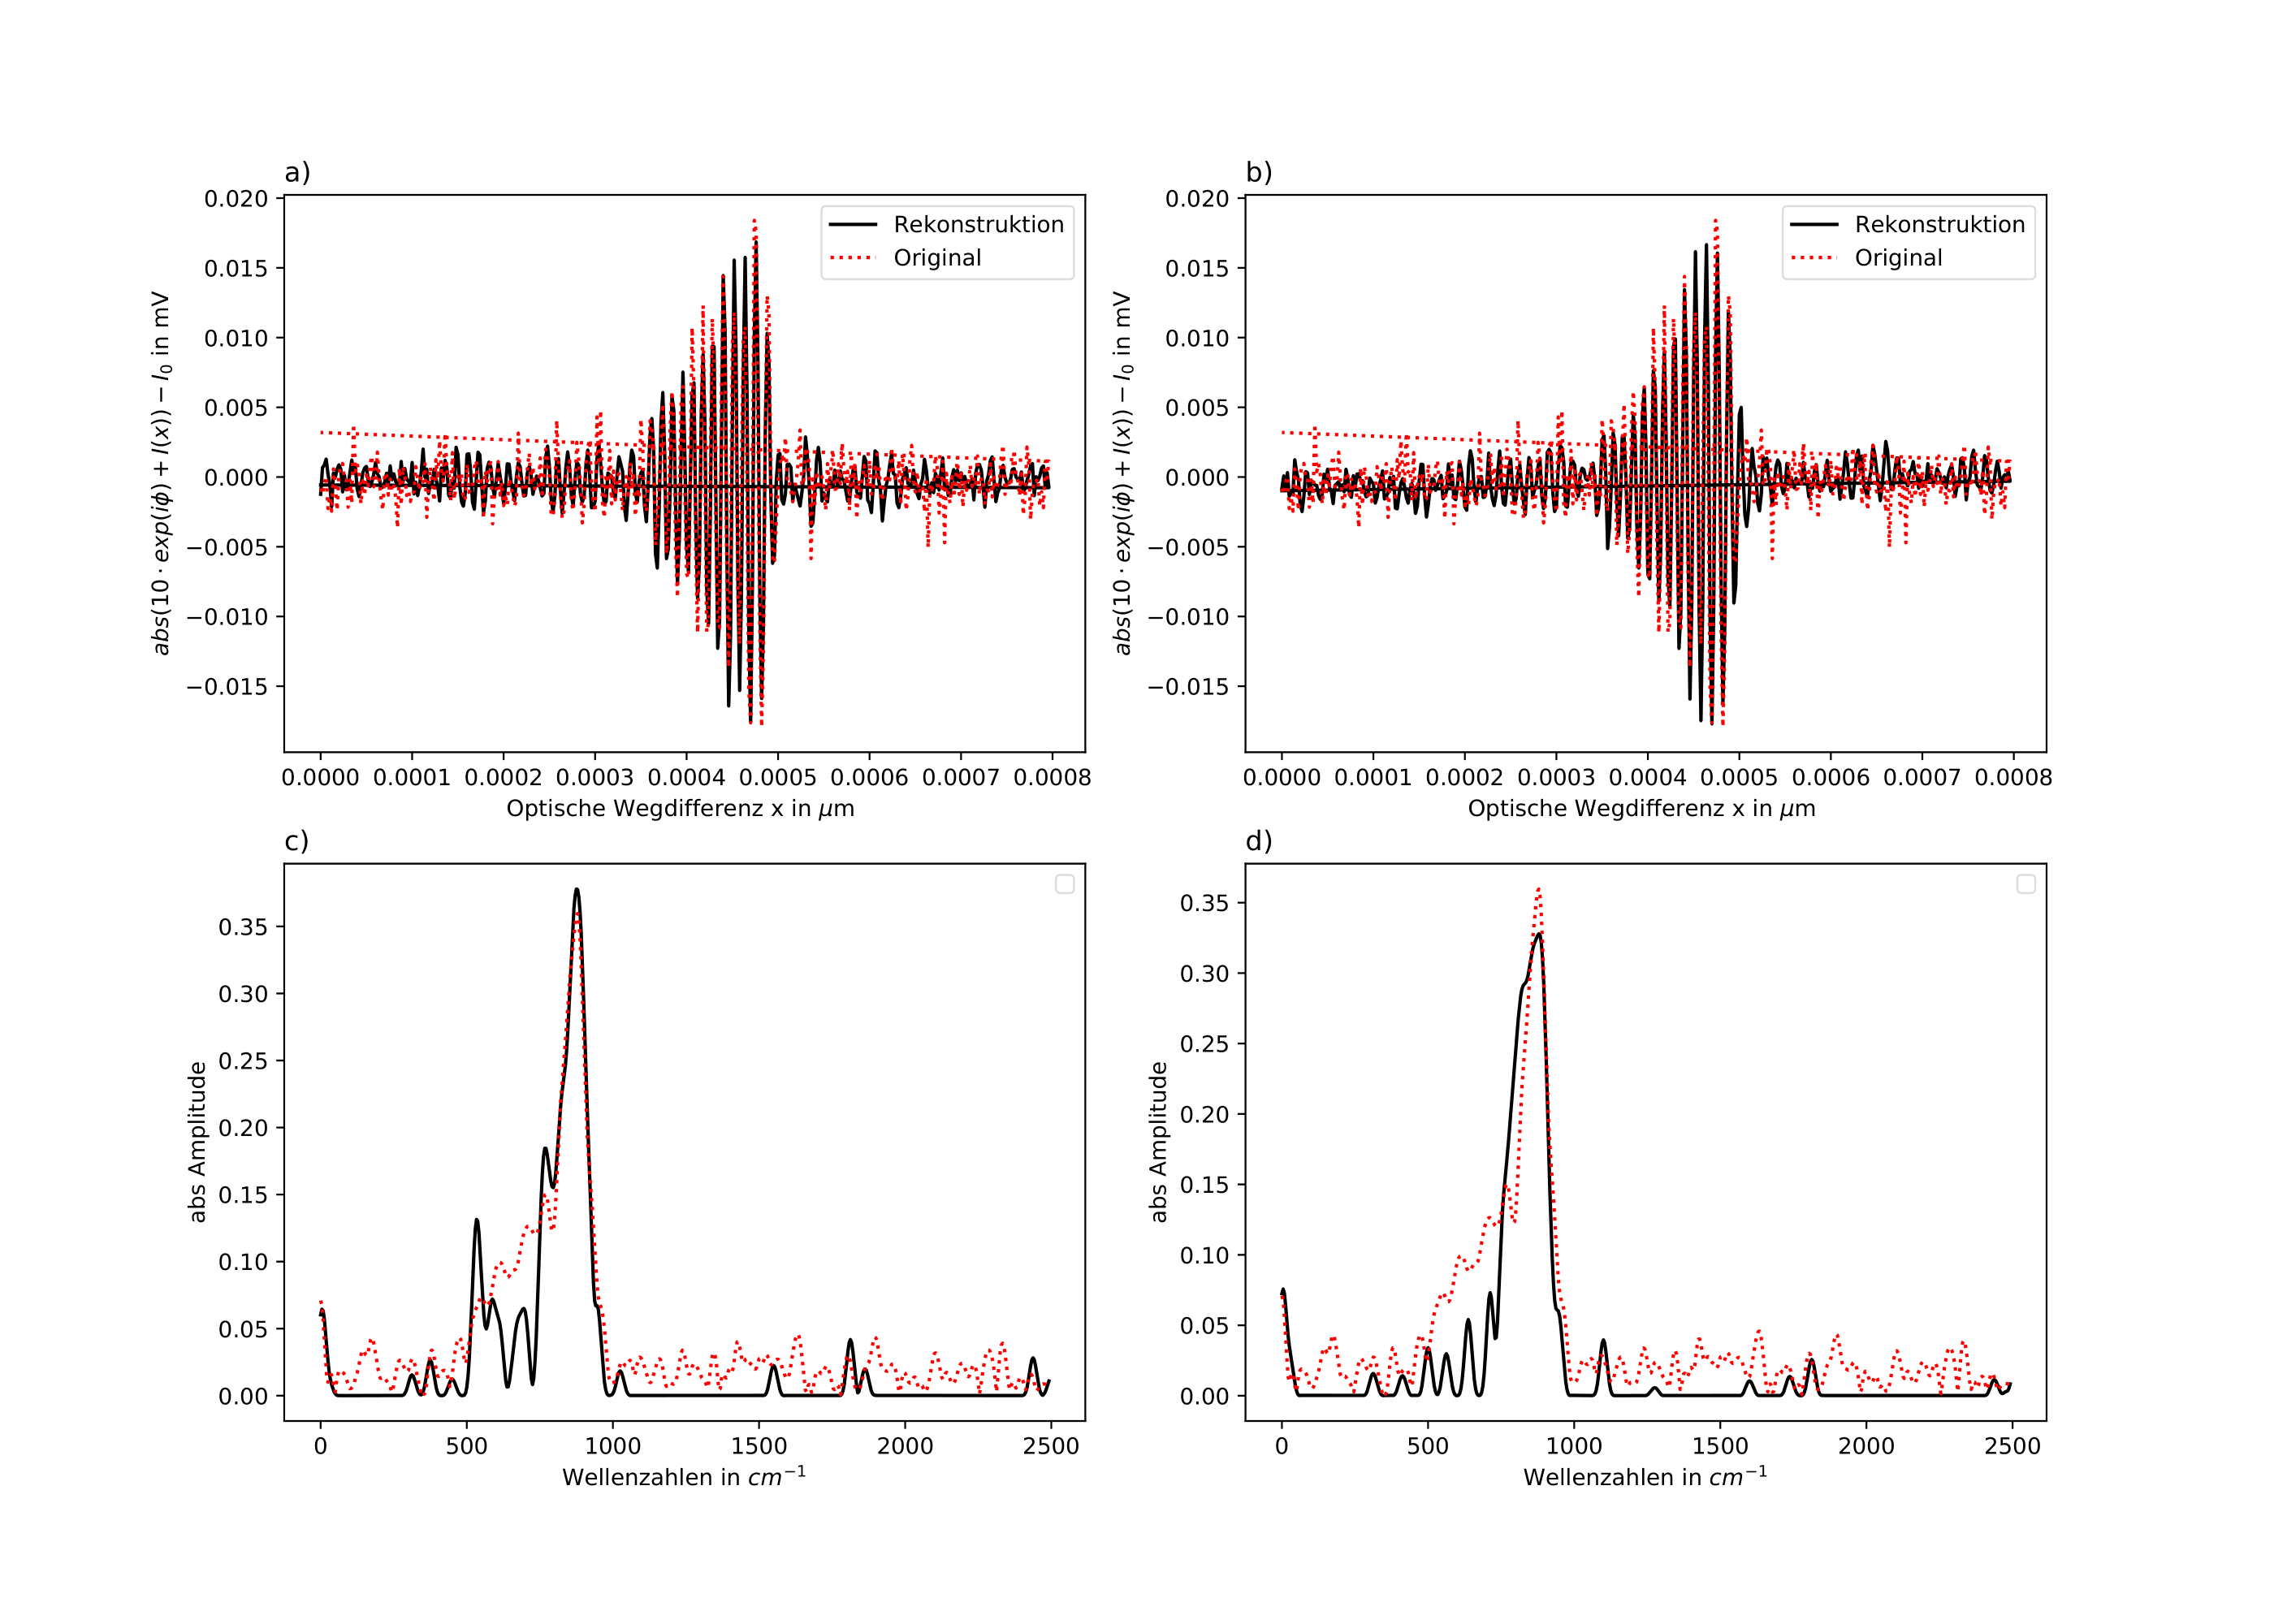 a)
0.020
0.015
0.010
0.005
0.000
−0.005
−0.010
−0.015
abs(10 · exp(iϕ) + I(x)) − I₀ in mV
Rekonstruktion
Original
0.0000 0.0001 0.0002 0.0003 0.0004 0.0005 0.0006 0.0007 0.0008
Optische Wegdifferenz x in μm
b)
0.020
0.015
0.010
0.005
0.000
−0.005
−0.010
−0.015
abs(10 · exp(iϕ) + I(x)) − I₀ in mV
Rekonstruktion
Original
0.0000 0.0001 0.0002 0.0003 0.0004 0.0005 0.0006 0.0007 0.0008
Optische Wegdifferenz x in μm
c)
0.35
0.30
0.25
0.20
0.15
0.10
0.05
0.00
abs Amplitude
0 500 1000 1500 2000 2500
Wellenzahlen in cm⁻¹
d)
0.35
0.30
0.25
0.20
0.15
0.10
0.05
0.00
abs Amplitude
0 500 1000 1500 2000 2500
Wellenzahlen in cm⁻¹